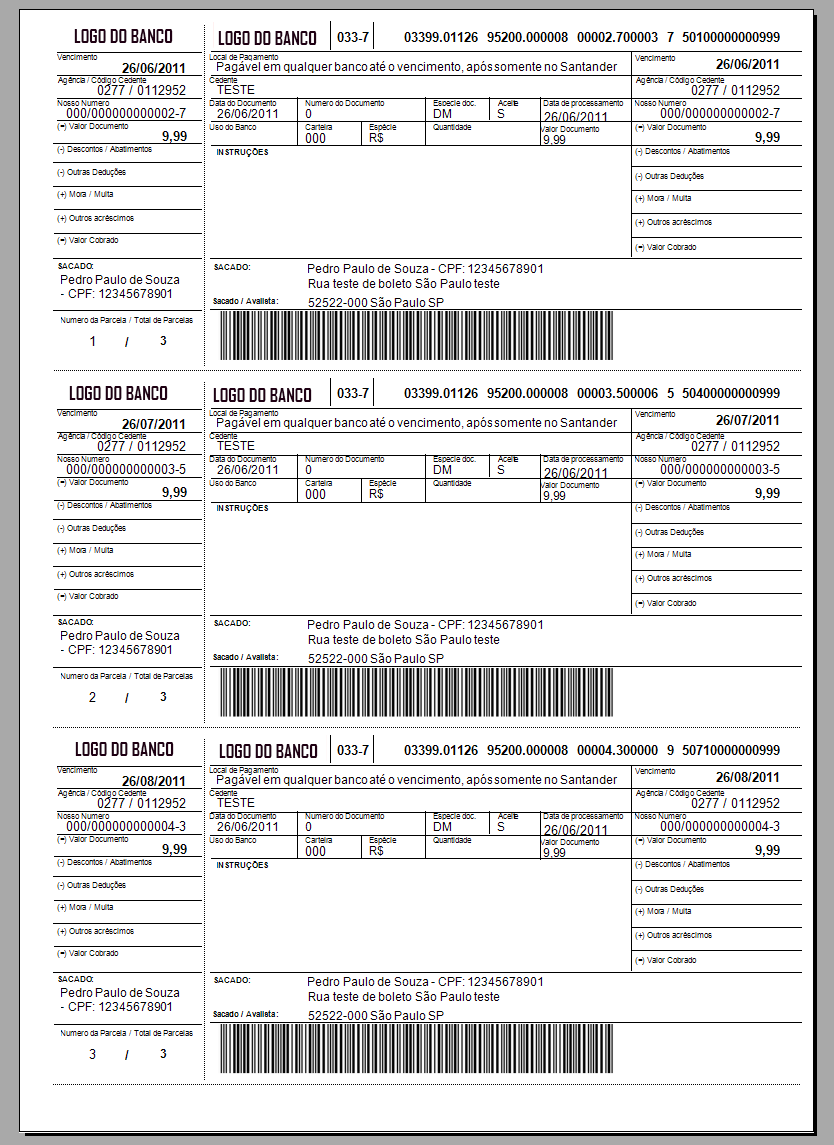 LOGO DO BANCO
Vencimento
26/06/2011
Agência / Código Cedente
0277 / 0112952
Nosso Numero
000/000000000002-7
(=) Valor Documento
9,99
(-) Descontos / Abatimentos
(-) Outras Deduções
(+) Mora / Multa
(+) Outros acréscimos
(=) Valor Cobrado
SACADO:
Pedro Paulo de Souza
- CPF: 12345678901
Numero da Parcela / Total de Parcelas
1 / 3
LOGO DO BANCO 033-7 03399.01126 95200.000008 00002.700003 7 50100000000999
Local de Pagamento
Pagável em qualquer banco até o vencimento, após somente no Santander
Vencimento
26/06/2011
Cedente
TESTE
Agência / Código Cedente
0277 / 0112952
Data do Documento Numero do Documento Especie doc. Aceite Data de processamento Nosso Numero
26/06/2011 0 DM S 26/06/2011 000/000000000002-7
Uso do Banco Carteira Espécie Quantidade Valor Documento (=) Valor Documento
000 R$ 9,99 9,99
INSTRUÇÕES
(-) Descontos / Abatimentos
(-) Outras Deduções
(+) Mora / Multa
(+) Outros acréscimos
(=) Valor Cobrado
SACADO: Pedro Paulo de Souza - CPF: 12345678901
Rua teste de boleto São Paulo teste
Sacado / Avalista: 52522-000 São Paulo SP
LOGO DO BANCO
Vencimento
26/07/2011
Agência / Código Cedente
0277 / 0112952
Nosso Numero
000/000000000003-5
(=) Valor Documento
9,99
(-) Descontos / Abatimentos
(-) Outras Deduções
(+) Mora / Multa
(+) Outros acréscimos
(=) Valor Cobrado
SACADO:
Pedro Paulo de Souza
- CPF: 12345678901
Numero da Parcela / Total de Parcelas
2 / 3
LOGO DO BANCO 033-7 03399.01126 95200.000008 00003.500006 5 50400000000999
Local de Pagamento
Pagável em qualquer banco até o vencimento, após somente no Santander
Vencimento
26/07/2011
Cedente
TESTE
Agência / Código Cedente
0277 / 0112952
Data do Documento Numero do Documento Especie doc. Aceite Data de processamento Nosso Numero
26/06/2011 0 DM S 26/06/2011 000/000000000003-5
Uso do Banco Carteira Espécie Quantidade Valor Documento (=) Valor Documento
000 R$ 9,99 9,99
INSTRUÇÕES
(-) Descontos / Abatimentos
(-) Outras Deduções
(+) Mora / Multa
(+) Outros acréscimos
(=) Valor Cobrado
SACADO: Pedro Paulo de Souza - CPF: 12345678901
Rua teste de boleto São Paulo teste
Sacado / Avalista: 52522-000 São Paulo SP
LOGO DO BANCO
Vencimento
26/08/2011
Agência / Código Cedente
0277 / 0112952
Nosso Numero
000/000000000004-3
(=) Valor Documento
9,99
(-) Descontos / Abatimentos
(-) Outras Deduções
(+) Mora / Multa
(+) Outros acréscimos
(=) Valor Cobrado
SACADO:
Pedro Paulo de Souza
- CPF: 12345678901
Numero da Parcela / Total de Parcelas
3 / 3
LOGO DO BANCO 033-7 03399.01126 95200.000008 00004.300000 9 50710000000999
Local de Pagamento
Pagável em qualquer banco até o vencimento, após somente no Santander
Vencimento
26/08/2011
Cedente
TESTE
Agência / Código Cedente
0277 / 0112952
Data do Documento Numero do Documento Especie doc. Aceite Data de processamento Nosso Numero
26/06/2011 0 DM S 26/06/2011 000/000000000004-3
Uso do Banco Carteira Espécie Quantidade Valor Documento (=) Valor Documento
000 R$ 9,99 9,99
INSTRUÇÕES
(-) Descontos / Abatimentos
(-) Outras Deduções
(+) Mora / Multa
(+) Outros acréscimos
(=) Valor Cobrado
SACADO: Pedro Paulo de Souza - CPF: 12345678901
Rua teste de boleto São Paulo teste
Sacado / Avalista: 52522-000 São Paulo SP